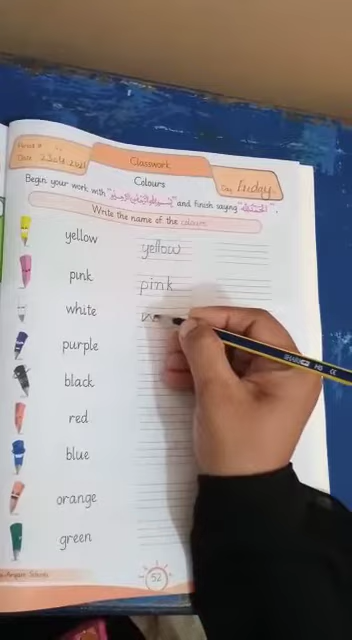 Classwork
Colours
Day Friday
Begin your work with "بسم الله الرحمن الرحيم" and finish saying "الحمد لله".
Write the name of the colours.
yellow yellow
pink pink
white
purple
black
red
blue
orange
green
52